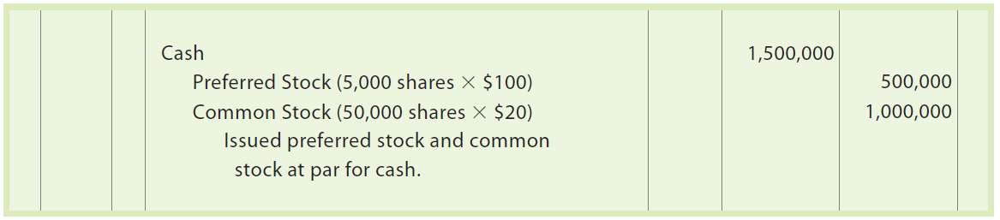 Cash 1,500,000
Preferred Stock (5,000 shares × $100) 500,000
Common Stock (50,000 shares × $20) 1,000,000
Issued preferred stock and common
stock at par for cash.